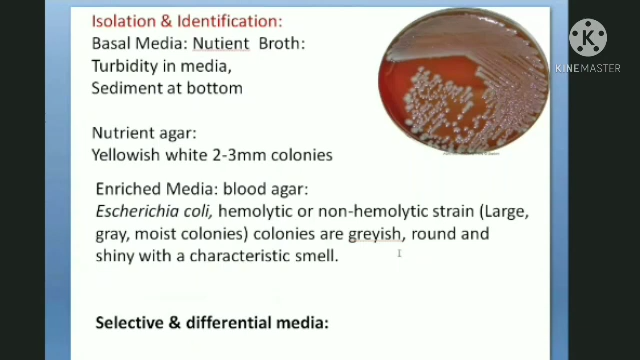 Isolation & Identification:
Basal Media: Nutient Broth:
Turbidity in media,
Sediment at bottom
Nutrient agar:
Yellowish white 2-3mm colonies
Enriched Media: blood agar:
Escherichia coli, hemolytic or non-hemolytic strain (Large,
gray, moist colonies) colonies are greyish, round and
shiny with a characteristic smell.
Selective & differential media:
K
KINEMASTER